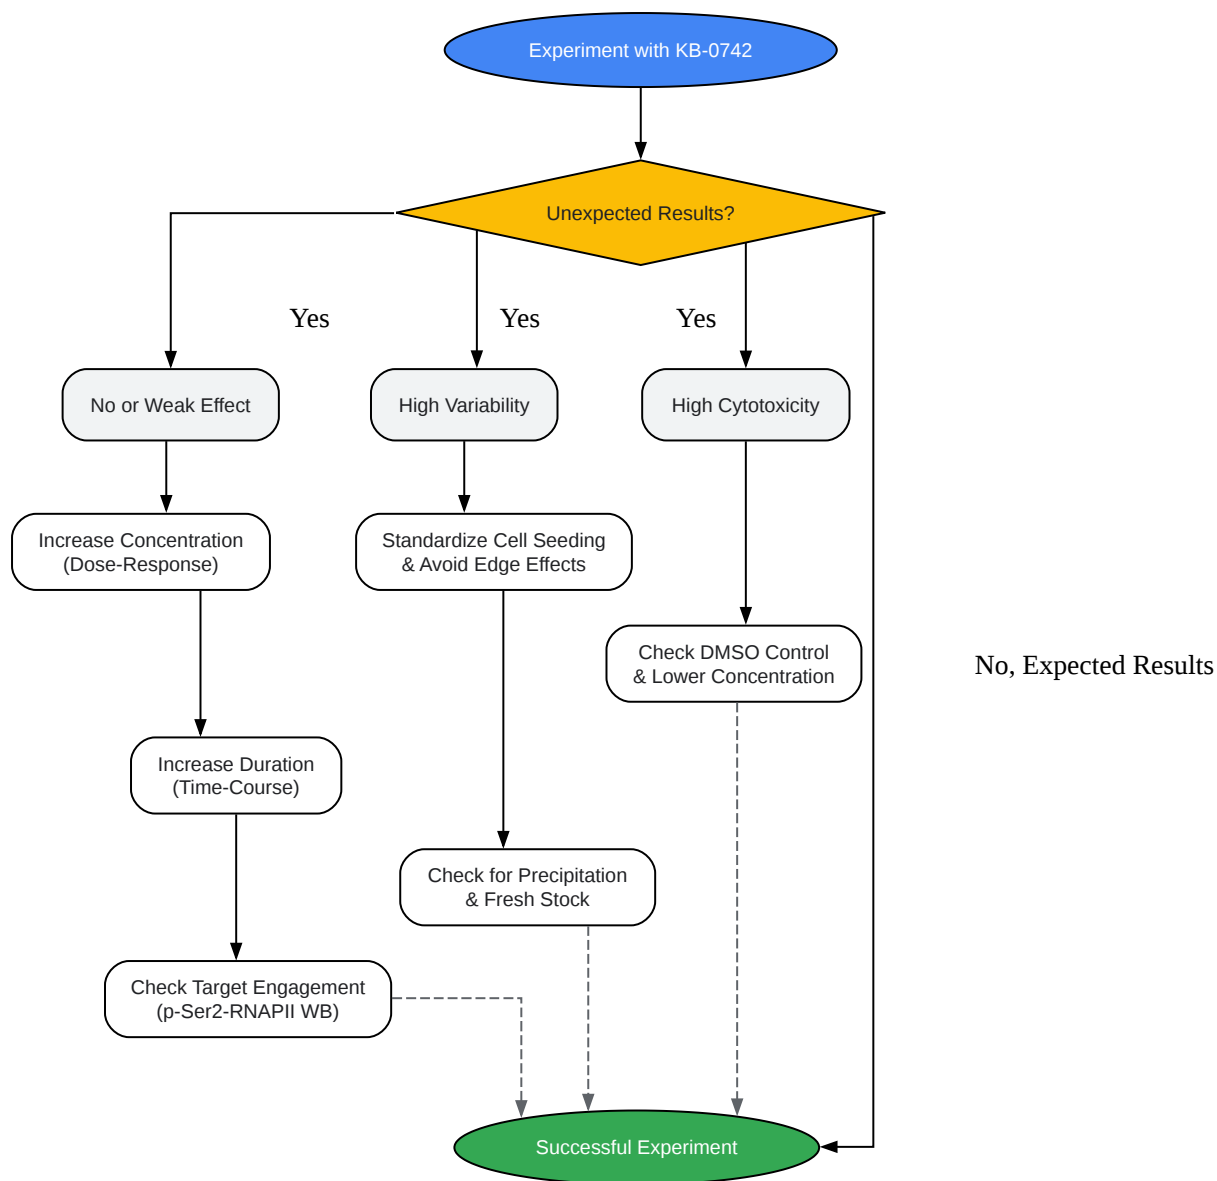 Experiment with KB-0742
Unexpected Results?
Yes
Yes
Yes
No or Weak Effect
High Variability
High Cytotoxicity
Increase Concentration
(Dose-Response)
Standardize Cell Seeding
& Avoid Edge Effects
Check DMSO Control
& Lower Concentration
No, Expected Results
Increase Duration
(Time-Course)
Check for Precipitation
& Fresh Stock
Check Target Engagement
(p-Ser2-RNAPII WB)
Successful Experiment